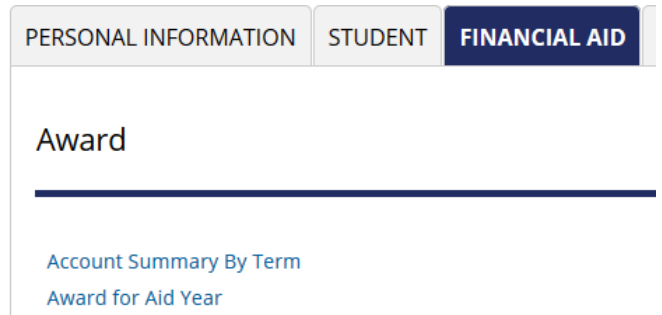 PERSONAL INFORMATION STUDENT FINANCIAL AID
Award
Account Summary By Term
Award for Aid Year